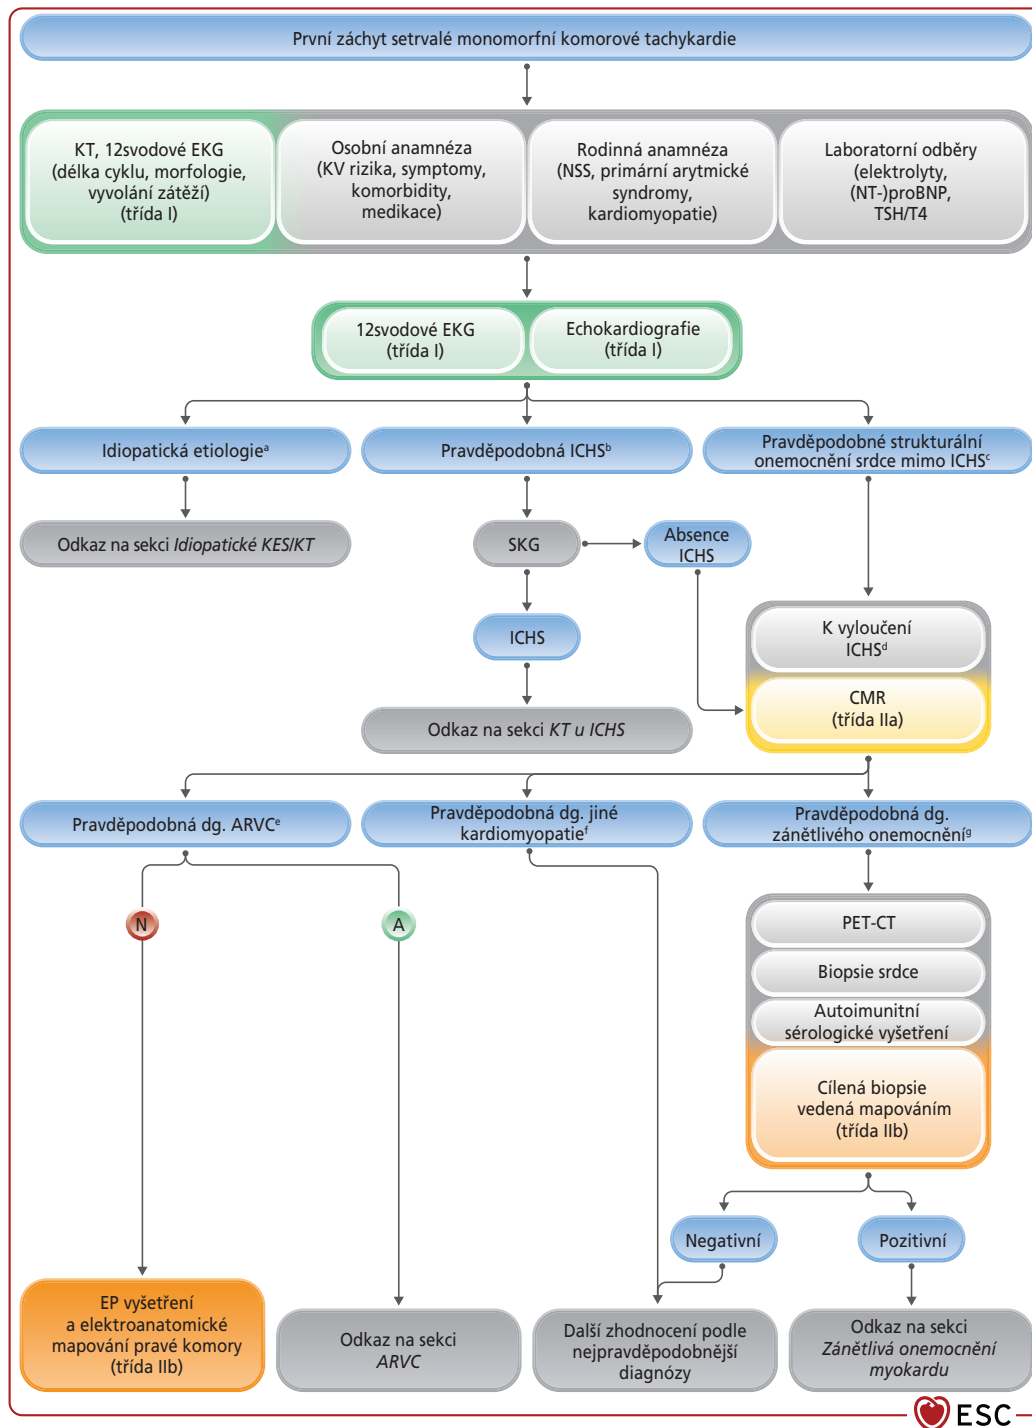 První záchyt setrvalé monomorfní komorové tachykardie
KT, 12svodové EKG
(délka cyklu, morfologie,
vyvolání zátěží)
(třída I)
Osobní anamnéza
(KV rizika, symptomy,
komorbidity,
medikace)
Rodinná anamnéza
(NSS, primární arytmické
syndromy,
kardiomyopatie)
Laboratorní odběry
(elektrolyty,
(NT-)proBNP,
TSH/T4
12svodové EKG
(třída I)
Echokardiografie
(třída I)
Idiopatická etiologieᵃ
Pravděpodobná ICHSᵇ
Pravděpodobné strukturální
onemocnění srdce mimo ICHSᶜ
Odkaz na sekci Idiopatické KES/KT
SKG
Absence
ICHS
ICHS
K vyloučení
ICHSᵈ
CMR
(třída IIa)
Odkaz na sekci KT u ICHS
Pravděpodobná dg. ARVCᵉ
Pravděpodobná dg. jiné
kardiomyopatieᶠ
Pravděpodobná dg.
zánětlivého onemocněníᵍ
N
A
PET-CT
Biopsie srdce
Autoimunitní
sérologické vyšetření
Cílená biopsie
vedená mapováním
(třída IIb)
Negativní
Pozitivní
EP vyšetření
a elektroanatomické
mapování pravé komory
(třída IIb)
Odkaz na sekci
ARVC
Další zhodnocení podle
nejpravděpodobnější
diagnózy
Odkaz na sekci
Zánětlivá onemocnění
myokardu
ESC